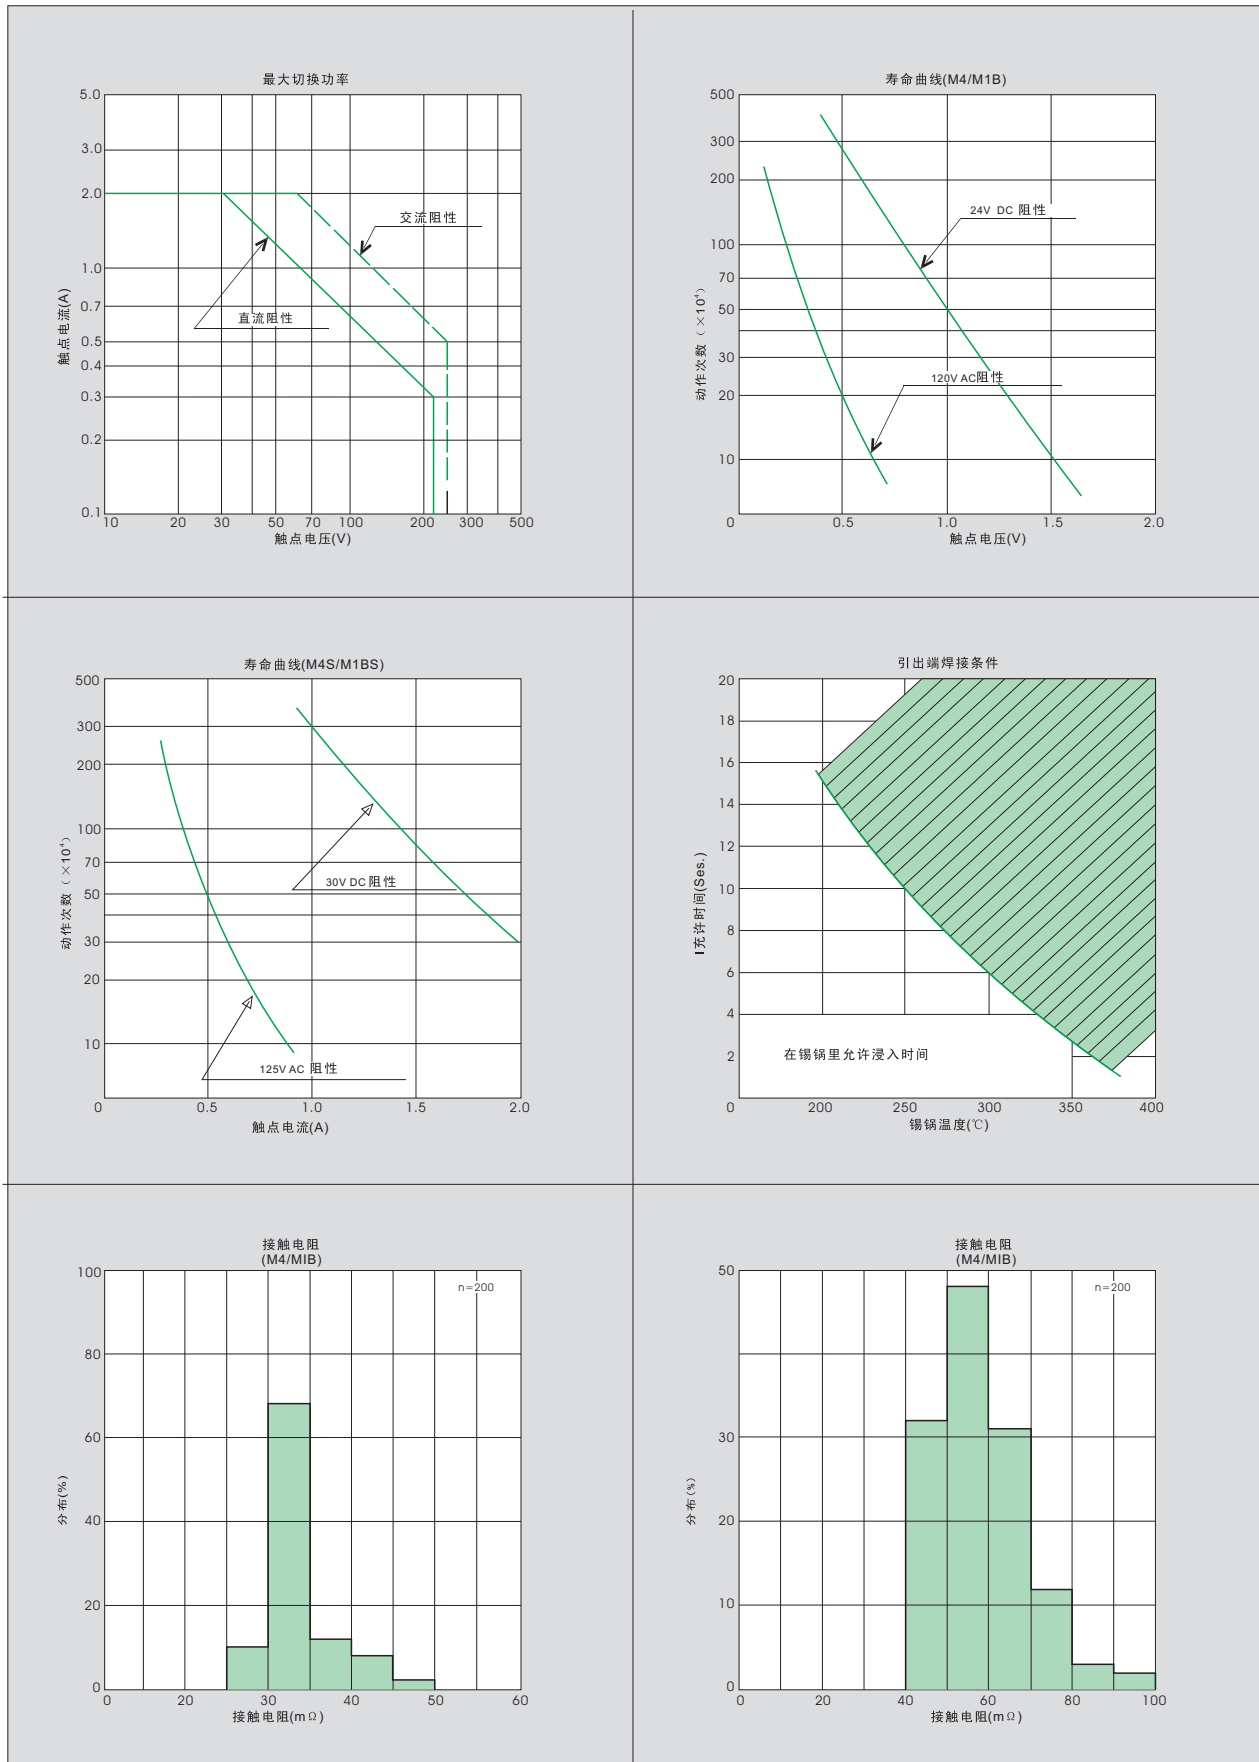 最大切换功率
5.0
3.0
2.0
1.0
0.7
0.5
0.4
0.3
0.2
0.1
触点电流(A)
交流阻性
直流阻性
10 20 30 50 70 100 200 300 500
触点电压(V)
寿命曲线(M4/M1B)
500
300
200
100
70
50
30
20
10
0
动作次数(×10⁴)
24V DC 阻性
120V AC阻性
0.5 1.0 1.5 2.0
触点电压(V)
寿命曲线(M4S/M1BS)
500
300
200
100
70
50
30
20
10
0
动作次数(×10⁴)
30V DC 阻性
125V AC 阻性
0.5 1.0 1.5 2.0
触点电流(A)
引出端焊接条件
20
18
16
14
12
10
8
6
4
2
0
I充许时间(Ses.)
在锡锅里允许浸入时间
200 250 300 350 400
锡锅温度(℃)
接触电阻
(M4/MIB)
100
80
60
40
20
0
分布(%)
n=200
0 20 30 40 50 60
接触电阻(mΩ)
接触电阻
(M4/MIB)
50
30
20
10
0
分布(%)
n=200
0 20 40 60 80 100
接触电阻(mΩ)